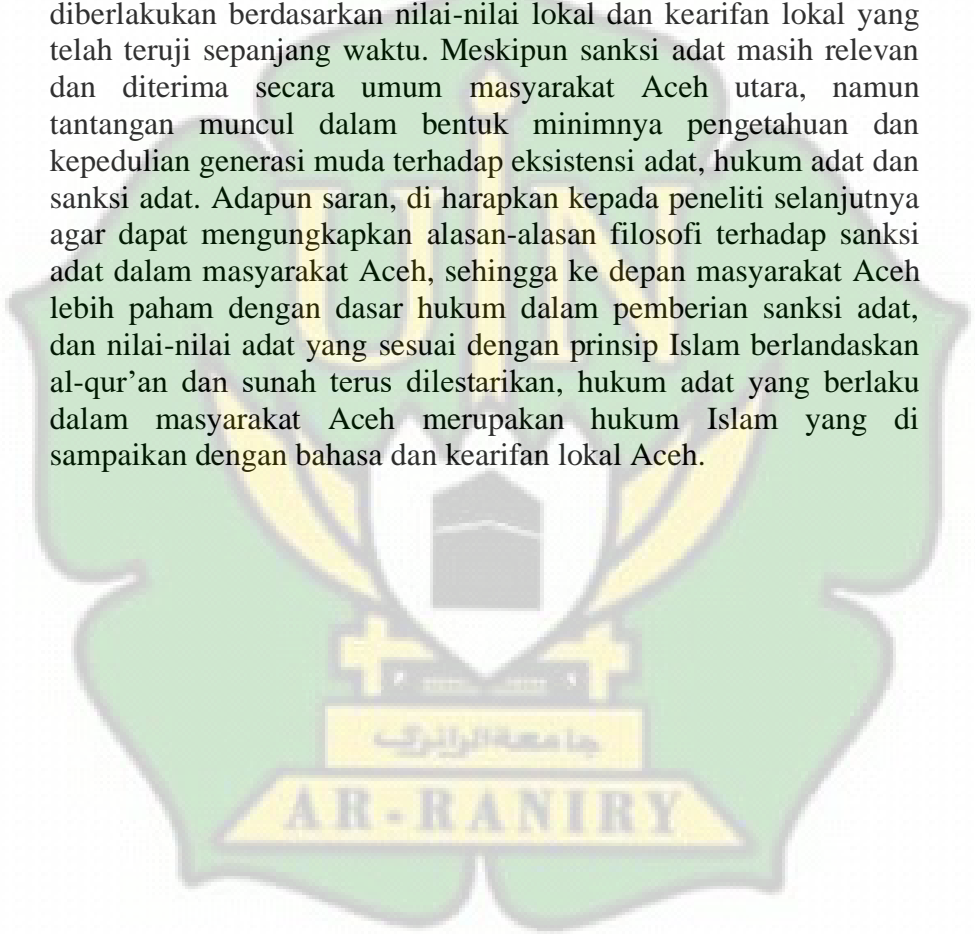 diberlakukan berdasarkan nilai-nilai lokal dan kearifan lokal yang
telah teruji sepanjang waktu. Meskipun sanksi adat masih relevan
dan diterima secara umum masyarakat Aceh utara, namun
tantangan muncul dalam bentuk minimnya pengetahuan dan
kepedulian generasi muda terhadap eksistensi adat, hukum adat dan
sanksi adat. Adapun saran, di harapkan kepada peneliti selanjutnya
agar dapat mengungkapkan alasan-alasan filosofi terhadap sanksi
adat dalam masyarakat Aceh, sehingga ke depan masyarakat Aceh
lebih paham dengan dasar hukum dalam pemberian sanksi adat,
dan nilai-nilai adat yang sesuai dengan prinsip Islam berlandaskan
al-qur’an dan sunah terus dilestarikan, hukum adat yang berlaku
dalam masyarakat Aceh merupakan hukum Islam yang di
sampaikan dengan bahasa dan kearifan lokal Aceh.
UIN
جامعة الرانري
AR-RANIRY